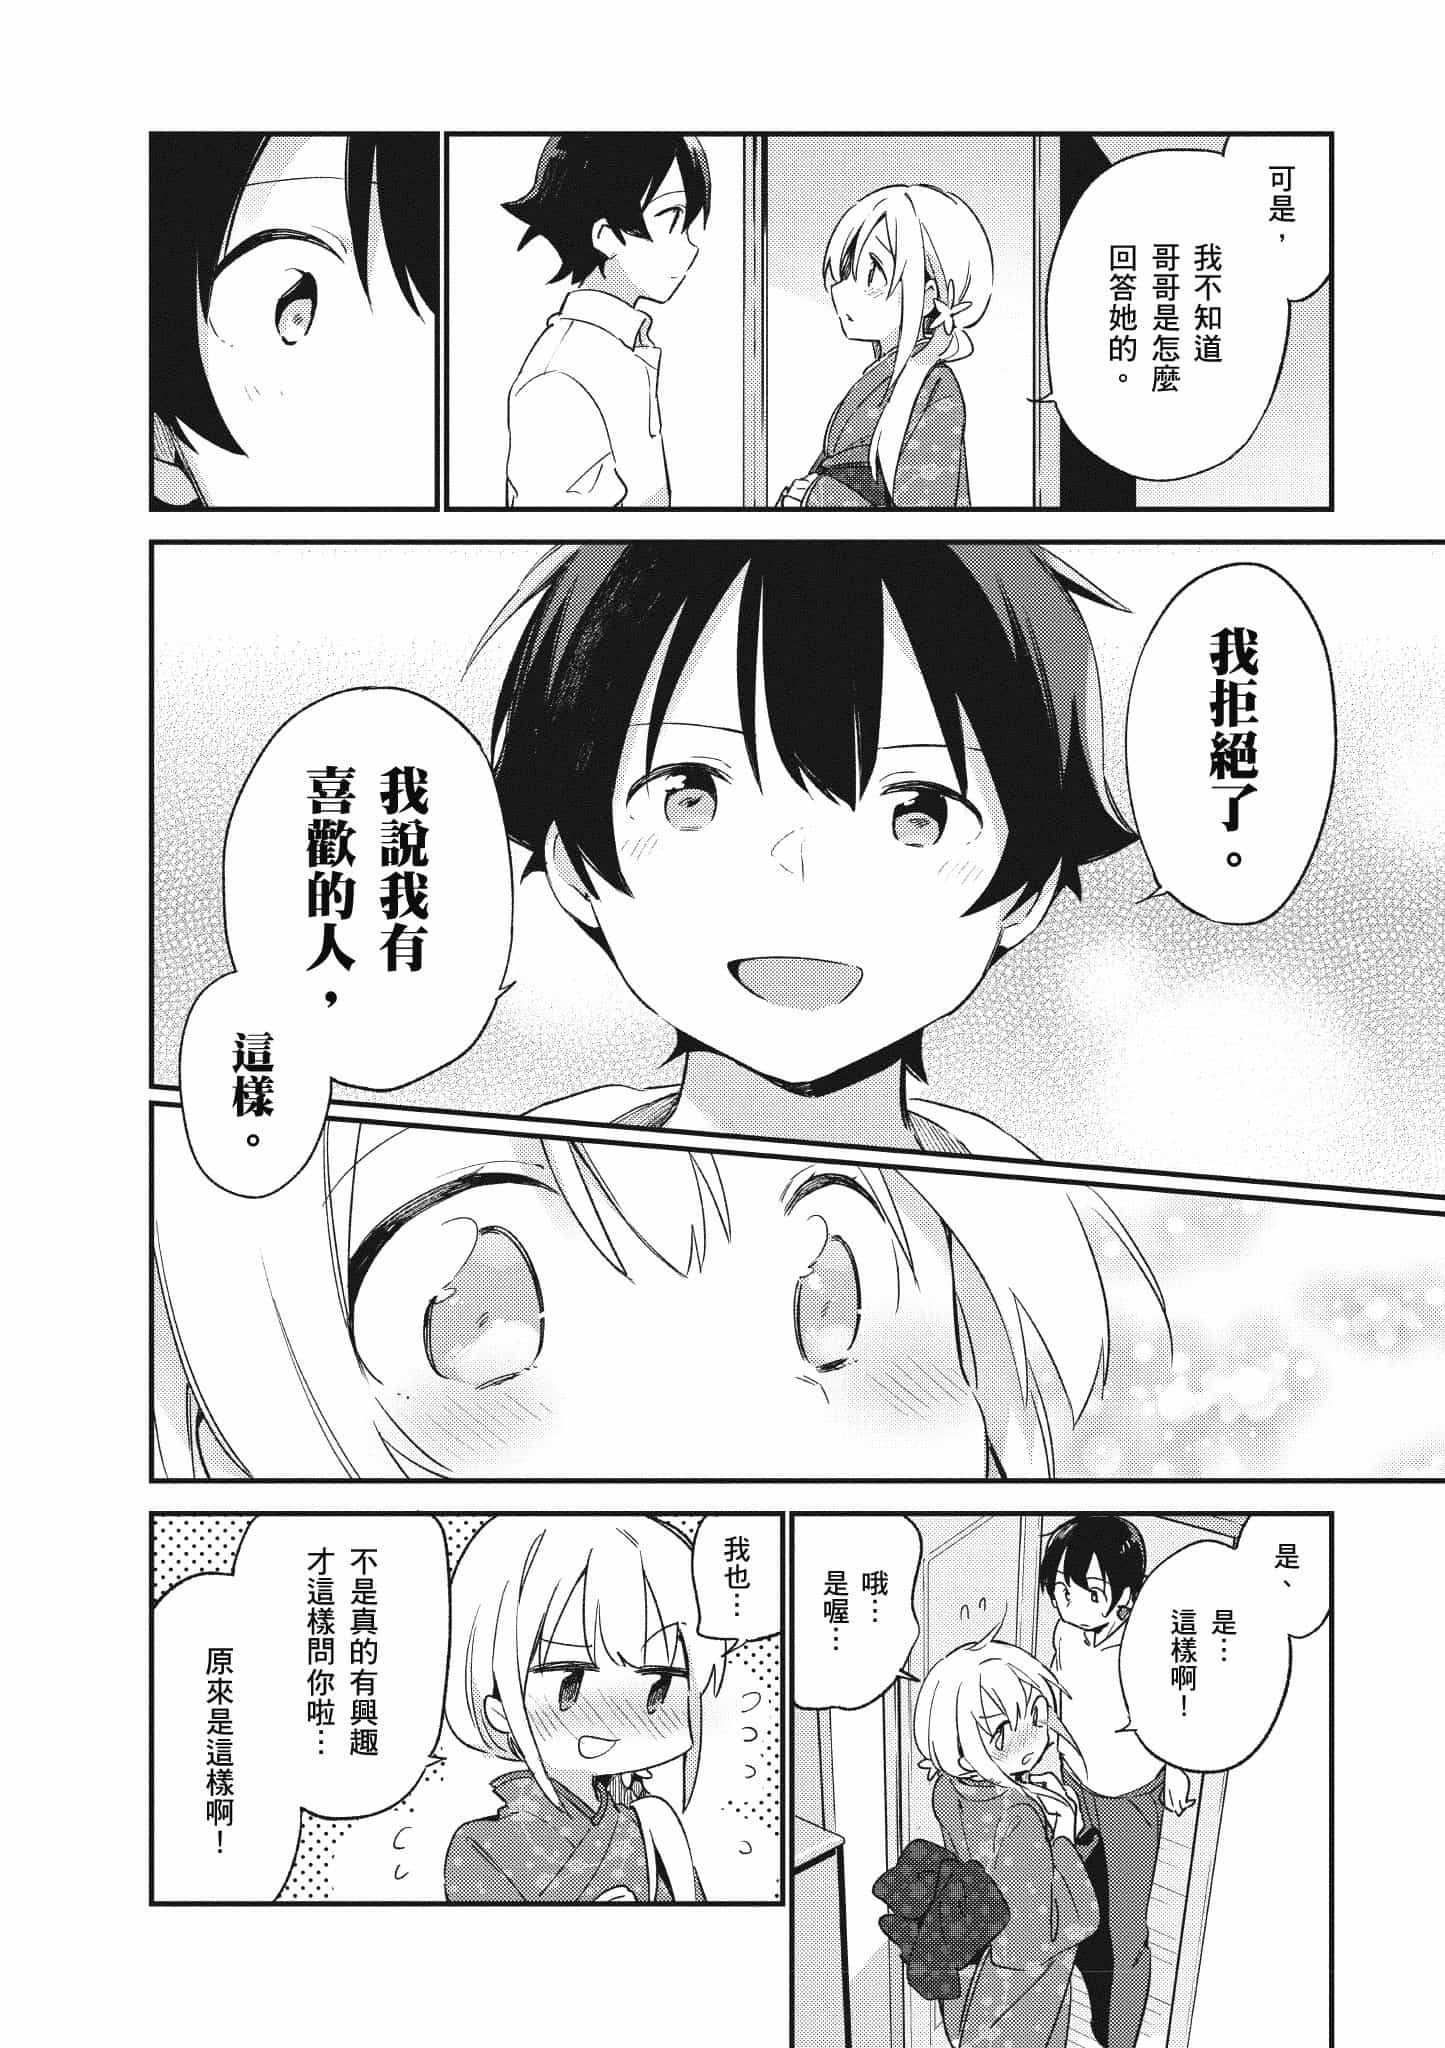 可是，
我不知道
哥哥是怎麼
回答她的。
我拒絕了。
我說我有
喜歡的人，
這樣。
是、
是…
這樣啊！
哦…
是喔…
我也…
不是真的有興趣
才這樣問你啦…
原來是這樣啊！